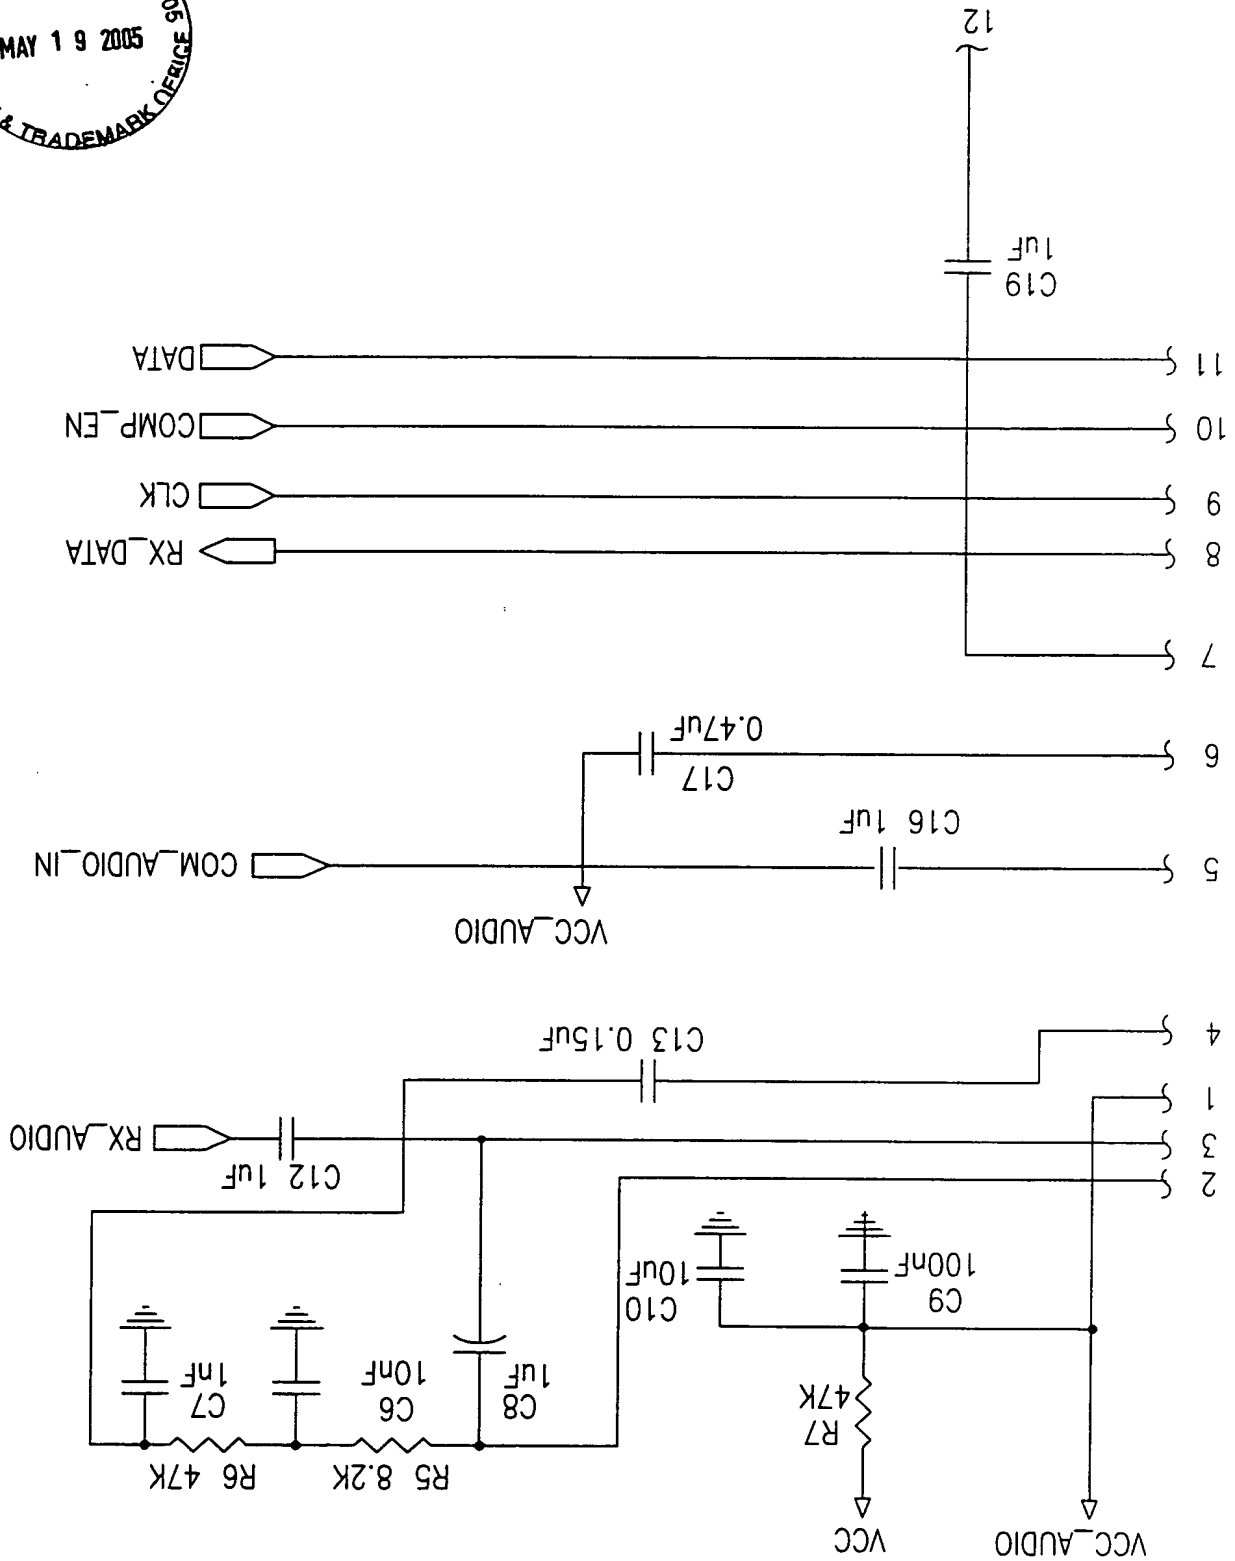 VCC_AUDIO
VCC
R7
47K
R5 8.2K
R6 47K
C8
1uF
C6
10nF
C7
1nF
C9
100nF
C10
10uF
2
3
1
4
C12 1uF
RX_AUDIO
C13 0.15uF
VCC_AUDIO
5
C16 1uF
COM_AUDIO_IN
6
C17
0.47uF
7
8
RX_DATA
9
CLK
10
COMP_EN
11
DATA
C19
1uF
12
MAY 1 9 2005
& TRADEMARK OFFICE